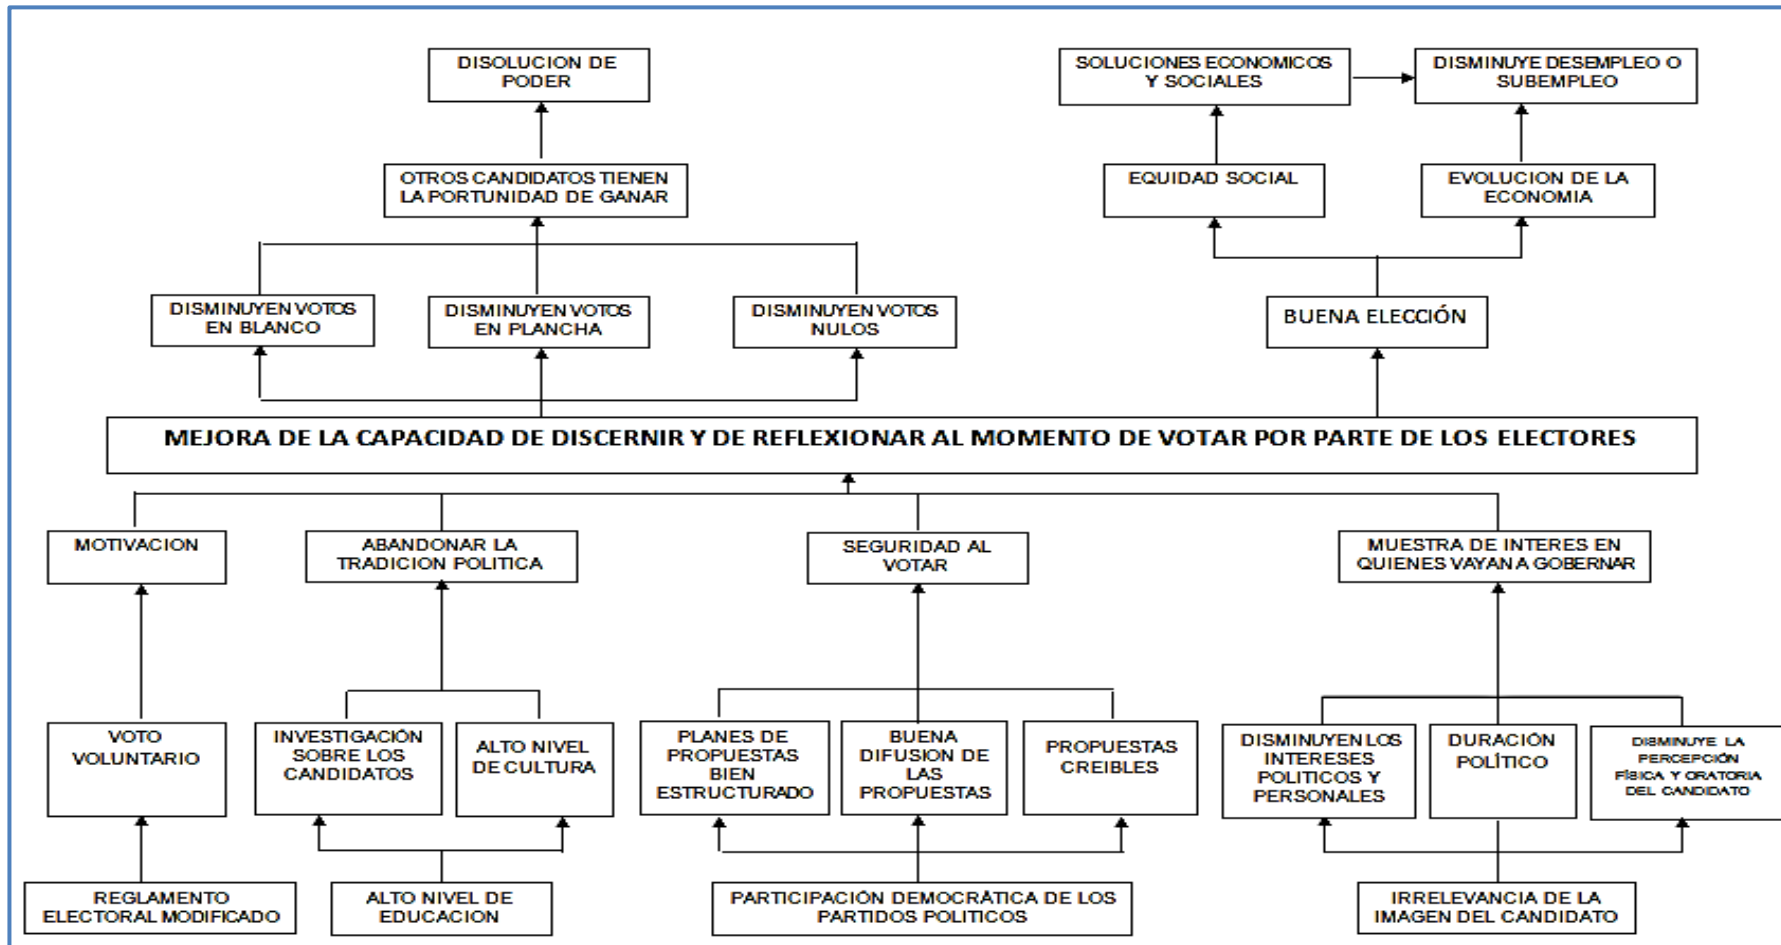 DISOLUCION DE
PODER
SOLUCIONES ECONOMICOS
Y SOCIALES
DISMINUYE DESEMPLEO O
SUBEMPLEO
OTROS CANDIDATOS TIENEN
LA PORTUNIDAD DE GANAR
EQUIDAD SOCIAL
EVOLUCION DE LA
ECONOMIA
DISMINUYEN VOTOS
EN BLANCO
DISMINUYEN VOTOS
EN PLANCHA
DISMINUYEN VOTOS
NULOS
BUENA ELECCIÓN
MEJORA DE LA CAPACIDAD DE DISCERNIR Y DE REFLEXIONAR AL MOMENTO DE VOTAR POR PARTE DE LOS ELECTORES
MOTIVACION
ABANDONAR LA
TRADICION POLITICA
SEGURIDAD AL
VOTAR
MUESTRA DE INTERES EN
QUIENES VAYAN A GOBERNAR
VOTO
VOLUNTARIO
INVESTIGACIÓN
SOBRE LOS
CANDIDATOS
ALTO NIVEL
DE CULTURA
PLANES DE
PROPUESTAS
BIEN
ESTRUCTURADO
BUENA
DIFUSION DE
LAS
PROPUESTAS
PROPUESTAS
CREIBLES
DISMINUYEN LOS
INTERESES
POLITICOS Y
PERSONALES
DURACIÓN
POLÍTICO
DISMINUYE LA
PERCEPCIÓN
FÍSICA Y ORATORIA
DEL CANDIDATO
REGLAMENTO
ELECTORAL MODIFICADO
ALTO NIVEL DE
EDUCACION
PARTICIPACIÓN DEMOCRÁTICA DE LOS
PARTIDOS POLITICOS
IRRELEVANCIA DE LA
IMAGEN DEL CANDIDATO